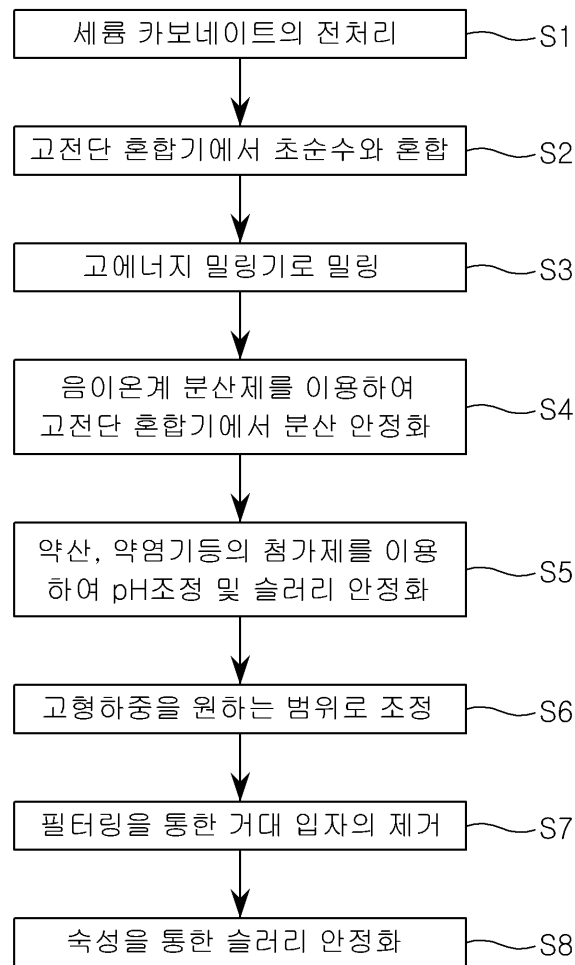 세륨 카보네이트의 전처리
S1
고전단 혼합기에서 초순수와 혼합
S2
고에너지 밀링기로 밀링
S3
음이온계 분산제를 이용하여
고전단 혼합기에서 분산 안정화
S4
약산, 약염기등의 첨가제를 이용
하여 pH조정 및 슬러리 안정화
S5
고형하중을 원하는 범위로 조정
S6
필터링을 통한 거대 입자의 제거
S7
숙성을 통한 슬러리 안정화
S8